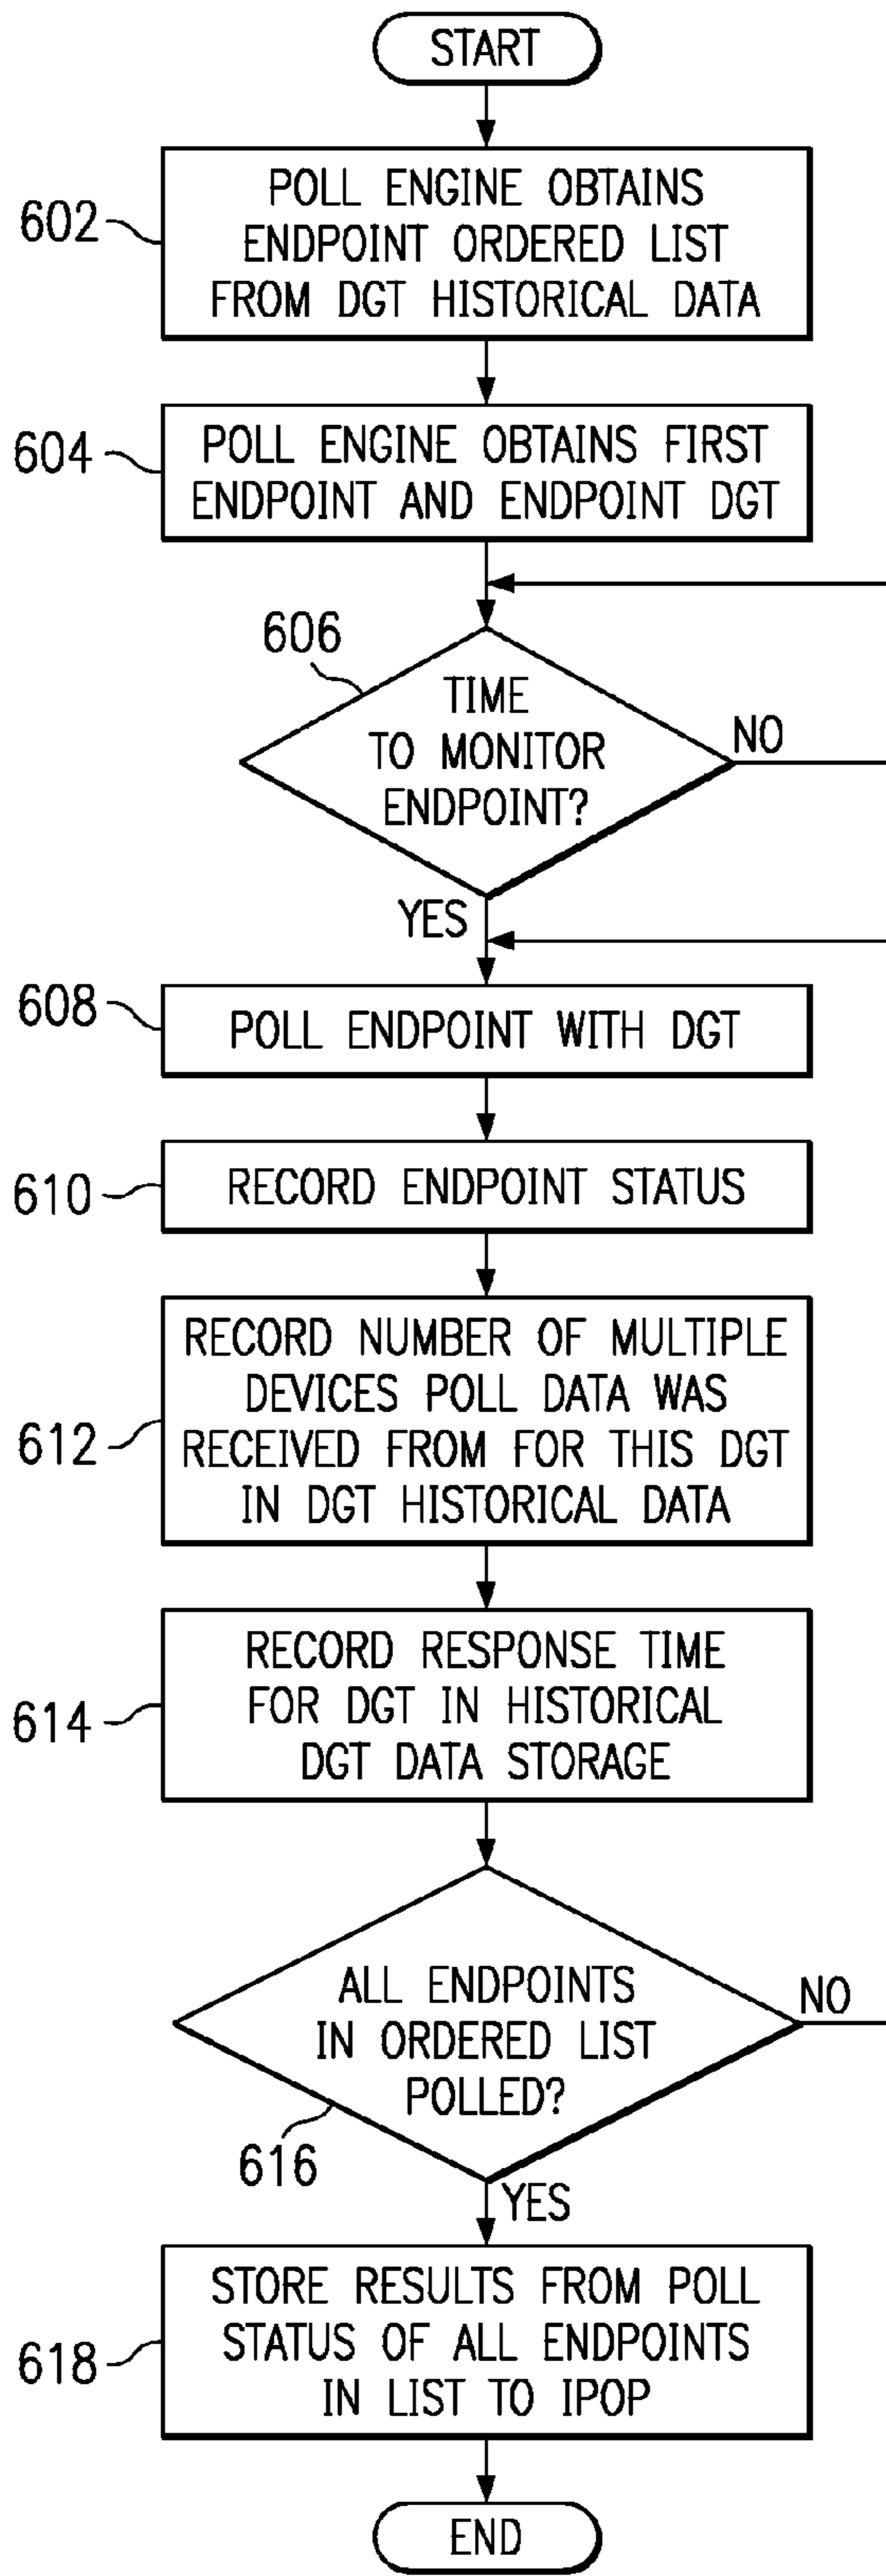 START
602
POLL ENGINE OBTAINS
ENDPOINT ORDERED LIST
FROM DGT HISTORICAL DATA
604
POLL ENGINE OBTAINS FIRST
ENDPOINT AND ENDPOINT DGT
606
TIME
TO MONITOR
ENDPOINT?
NO
YES
608
POLL ENDPOINT WITH DGT
610
RECORD ENDPOINT STATUS
612
RECORD NUMBER OF MULTIPLE
DEVICES POLL DATA WAS
RECEIVED FROM FOR THIS DGT
IN DGT HISTORICAL DATA
614
RECORD RESPONSE TIME
FOR DGT IN HISTORICAL
DGT DATA STORAGE
ALL ENDPOINTS
IN ORDERED LIST
POLLED?
NO
616
YES
618
STORE RESULTS FROM POLL
STATUS OF ALL ENDPOINTS
IN LIST TO IPOP
END